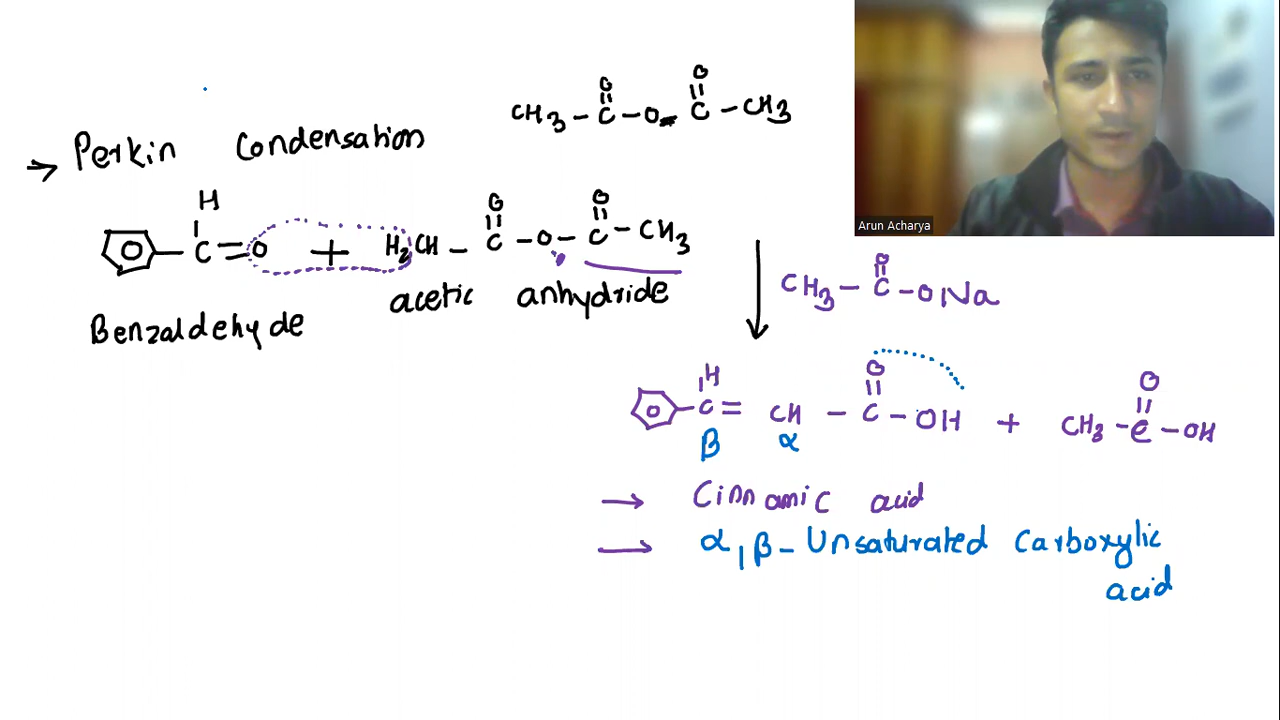 O O
CH3 – C – O – C – CH3
→ Perkin Condensation
H
C = O + H2CH – C – O – C – CH3
O O
Benzaldehyde
acetic anhydride
CH3 – C – ONa
O
Arun Acharya
H O O
C = CH – C – OH + CH3 – C – OH
β α
→ Cinnamic acid
→ α, β – Unsaturated Carboxylic
acid